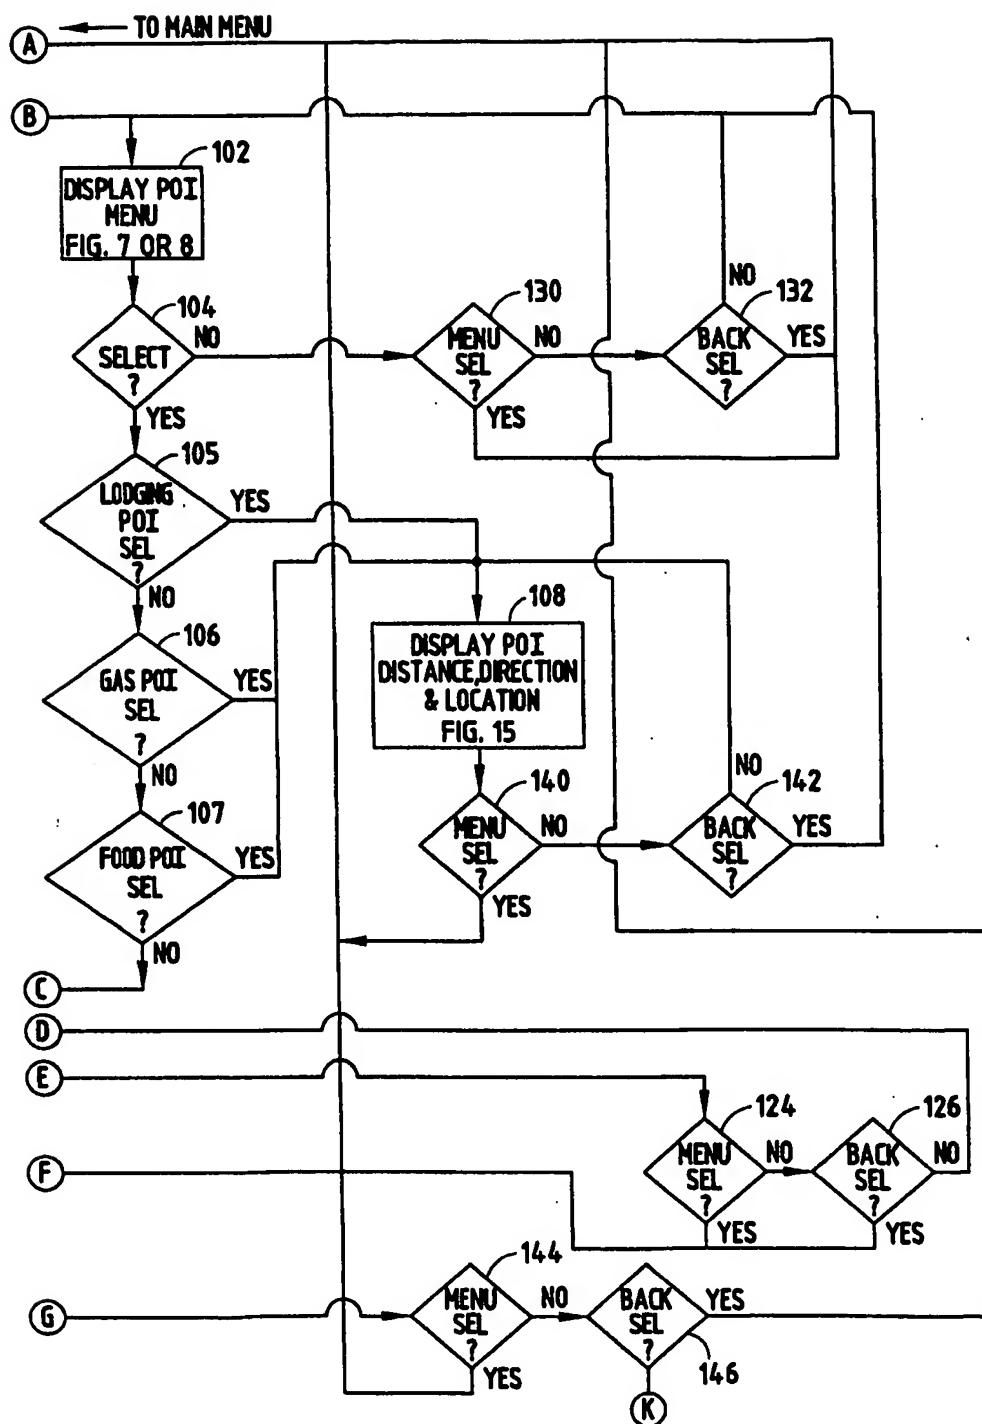 A
TO MAIN MENU
B
102
DISPLAY POI
MENU
FIG. 7 OR 8
104
SELECT
?
NO
YES
130
MENU
SEL
?
NO
YES
NO
132
BACK
SEL
?
YES
105
LODGING
POI
SEL
?
YES
NO
106
GAS POI
SEL
?
YES
NO
107
FOOD POI
SEL
?
YES
NO
108
DISPLAY POI
DISTANCE,DIRECTION
& LOCATION
FIG. 15
140
MENU
SEL
?
NO
YES
NO
142
BACK
SEL
?
YES
C
D
E
124
MENU
SEL
?
NO
YES
126
BACK
SEL
?
NO
YES
F
G
144
MENU
SEL
?
NO
YES
BACK
SEL
?
YES
146
K